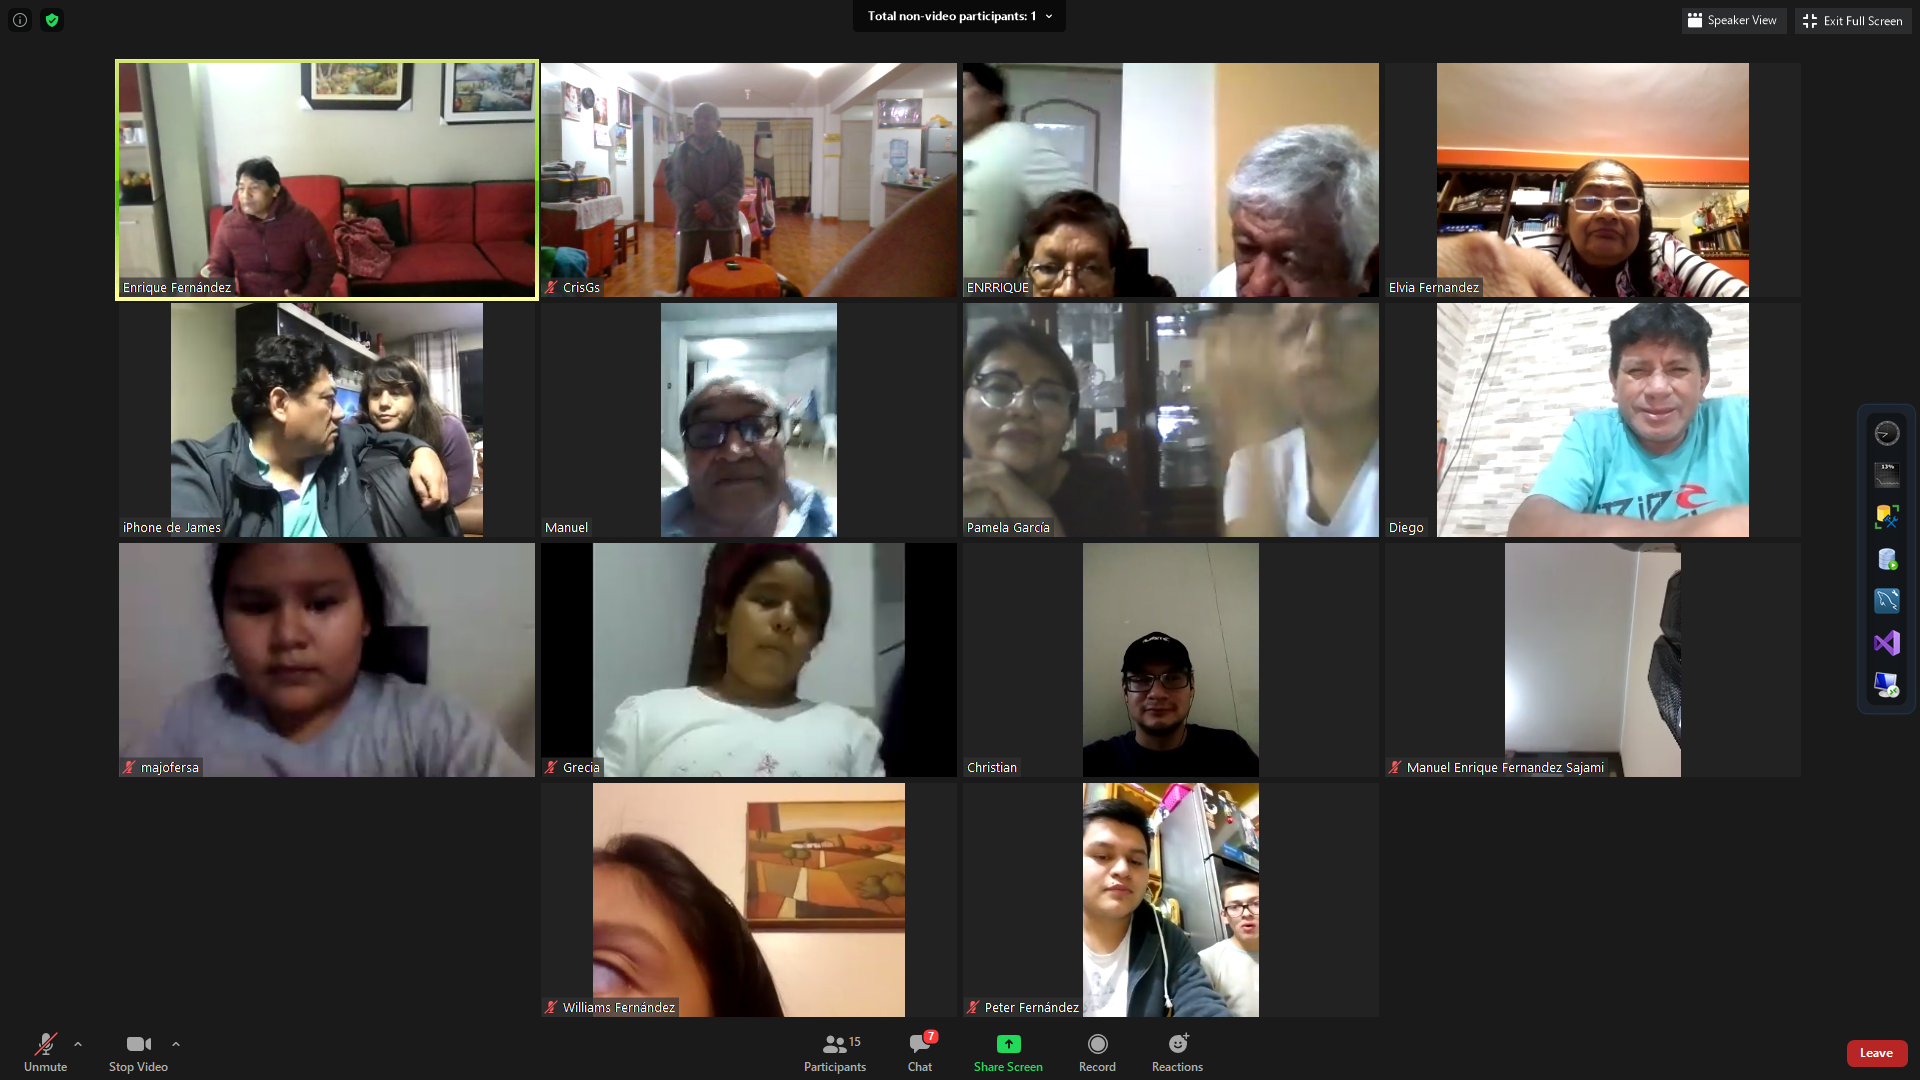 Total non-video participants: 1
Speaker View
Exit Full Screen
Enrique Fernández
CrisGs
ENRRIQUE
Elvia Fernandez
iPhone de James
Manuel
Pamela García
Diego
13%
majofersa
Grecia
Christian
Manuel Enrique Fernandez Sajami
Williams Fernández
Peter Fernández
Unmute
Stop Video
Participants
15
Chat
7
Share Screen
Record
Reactions
Leave